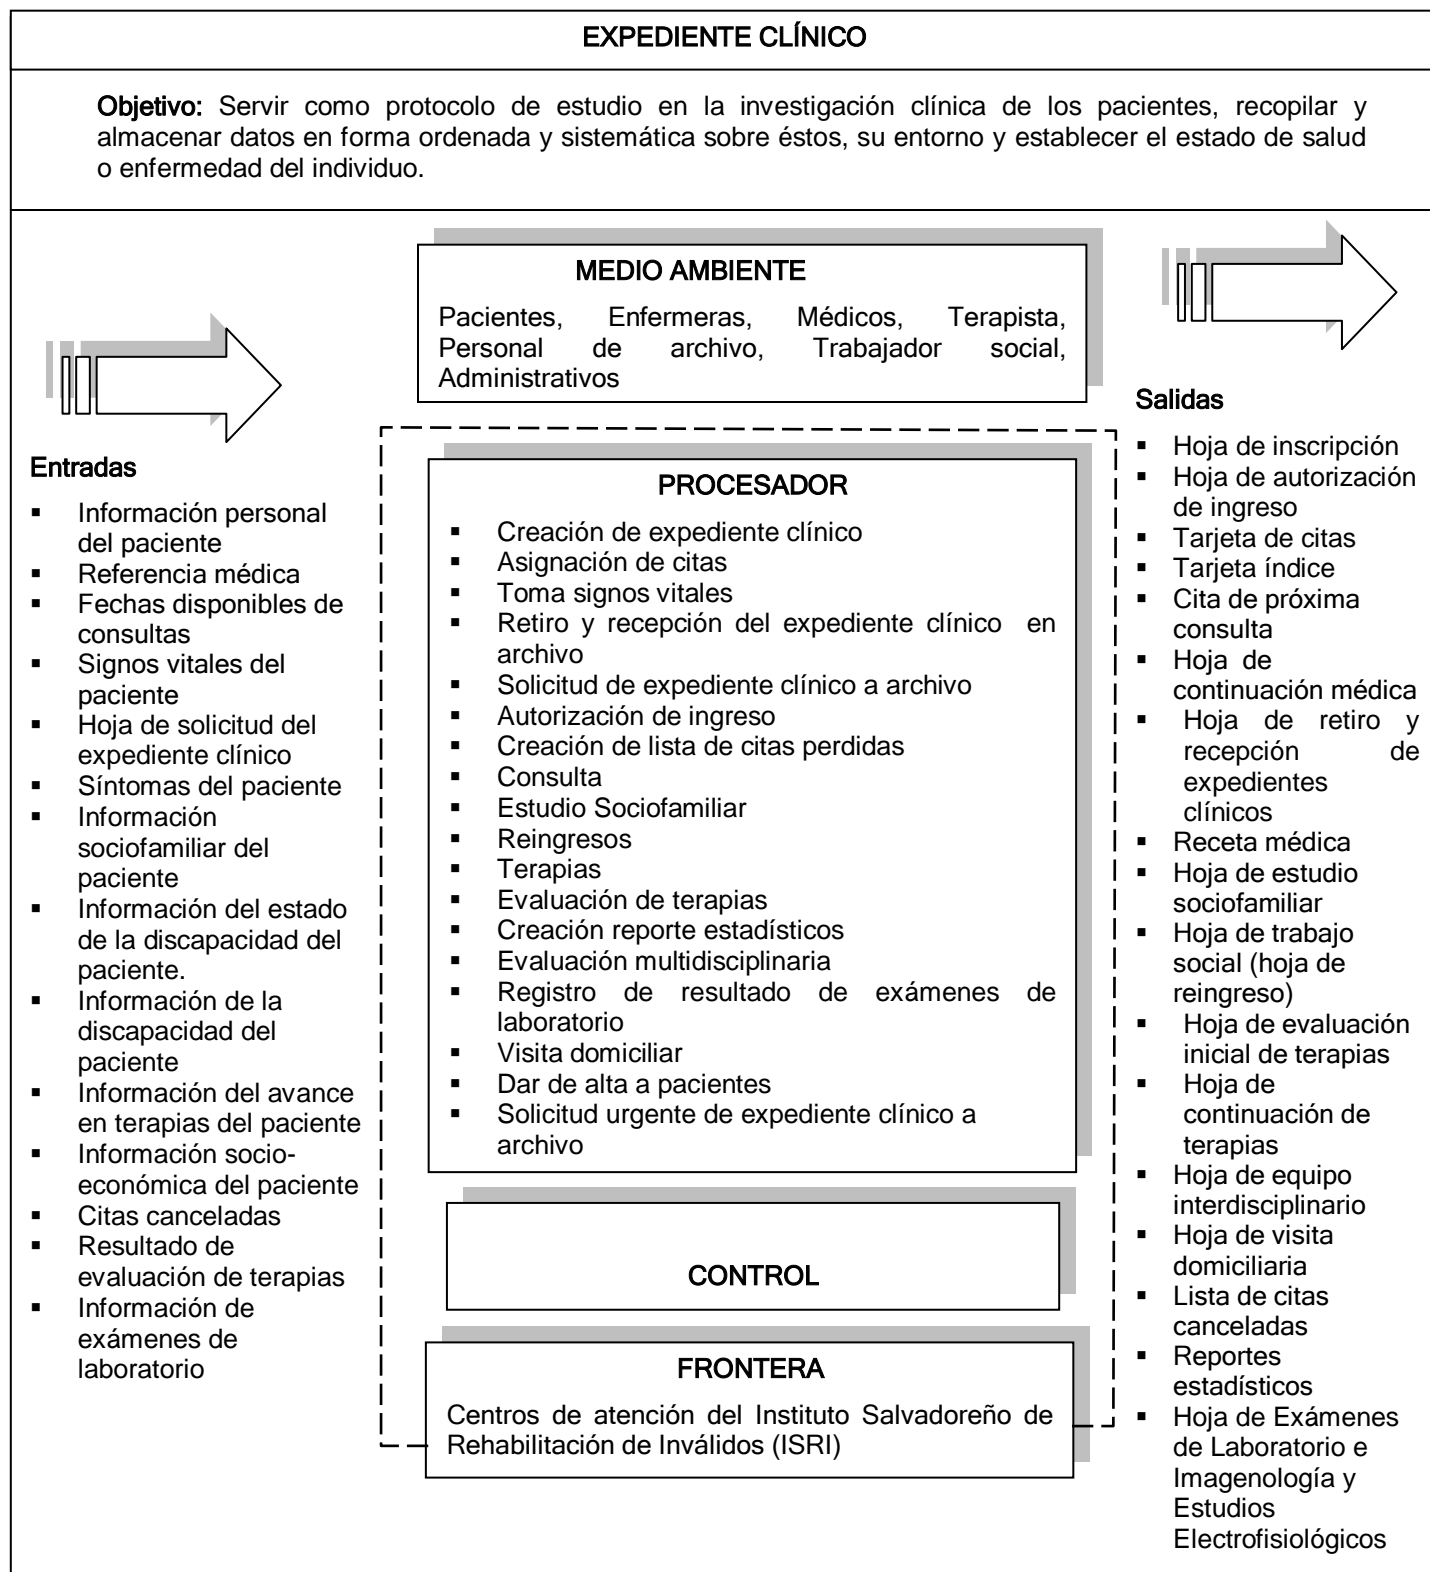 EXPEDIENTE CLÍNICO
Objetivo: Servir como protocolo de estudio en la investigación clínica de los pacientes, recopilar y
almacenar datos en forma ordenada y sistemática sobre éstos, su entorno y establecer el estado de salud
o enfermedad del individuo.
MEDIO AMBIENTE
Pacientes, Enfermeras, Médicos, Terapista,
Personal de archivo, Trabajador social,
Administrativos
Entradas
▪ Información personal
del paciente
▪ Referencia médica
▪ Fechas disponibles de
consultas
▪ Signos vitales del
paciente
▪ Hoja de solicitud del
expediente clínico
▪ Síntomas del paciente
▪ Información
sociofamiliar del
paciente
▪ Información del estado
de la discapacidad del
paciente.
▪ Información de la
discapacidad del
paciente
▪ Información del avance
en terapias del paciente
▪ Información socio-
económica del paciente
▪ Citas canceladas
▪ Resultado de
evaluación de terapias
▪ Información de
exámenes de
laboratorio
PROCESADOR
▪ Creación de expediente clínico
▪ Asignación de citas
▪ Toma signos vitales
▪ Retiro y recepción del expediente clínico en
archivo
▪ Solicitud de expediente clínico a archivo
▪ Autorización de ingreso
▪ Creación de lista de citas perdidas
▪ Consulta
▪ Estudio Sociofamiliar
▪ Reingresos
▪ Terapias
▪ Evaluación de terapias
▪ Creación reporte estadísticos
▪ Evaluación multidisciplinaria
▪ Registro de resultado de exámenes de
laboratorio
▪ Visita domiciliar
▪ Dar de alta a pacientes
▪ Solicitud urgente de expediente clínico a
archivo
CONTROL
FRONTERA
Centros de atención del Instituto Salvadoreño de
Rehabilitación de Inválidos (ISRI)
Salidas
▪ Hoja de inscripción
▪ Hoja de autorización
de ingreso
▪ Tarjeta de citas
▪ Tarjeta índice
▪ Cita de próxima
consulta
▪ Hoja de
continuación médica
▪ Hoja de retiro y
recepción de
expedientes
clínicos
▪ Receta médica
▪ Hoja de estudio
sociofamiliar
▪ Hoja de trabajo
social (hoja de
reingreso)
▪ Hoja de evaluación
inicial de terapias
▪ Hoja de
continuación de
terapias
▪ Hoja de equipo
interdisciplinario
▪ Hoja de visita
domiciliaria
▪ Lista de citas
canceladas
▪ Reportes
estadísticos
▪ Hoja de Exámenes
de Laboratorio e
Imagenología y
Estudios
Electrofisiológicos